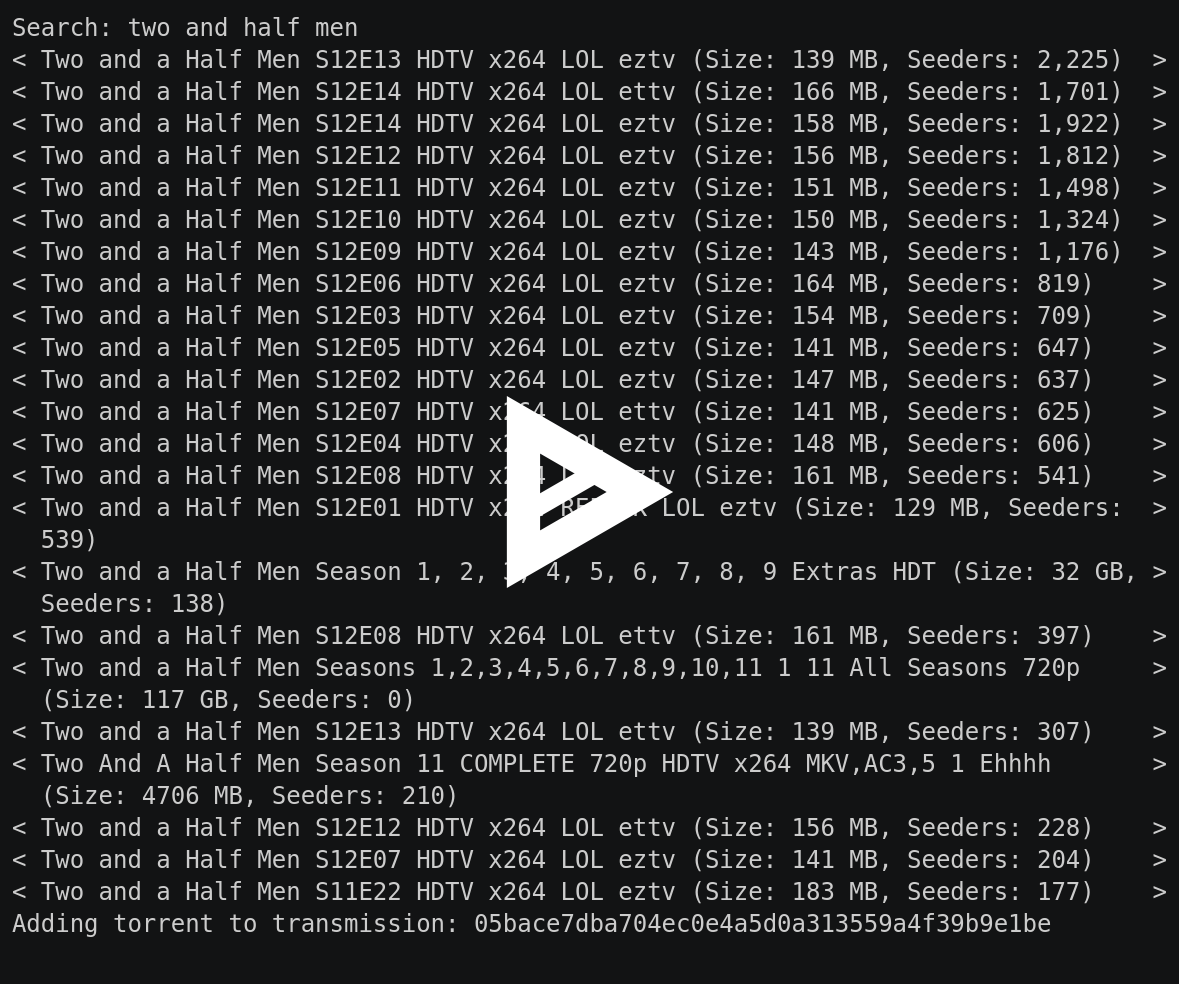 Search: two and half men
< Two and a Half Men S12E13 HDTV x264 LOL eztv (Size: 139 MB, Seeders: 2,225) >
< Two and a Half Men S12E14 HDTV x264 LOL ettv (Size: 166 MB, Seeders: 1,701) >
< Two and a Half Men S12E14 HDTV x264 LOL eztv (Size: 158 MB, Seeders: 1,922) >
< Two and a Half Men S12E12 HDTV x264 LOL eztv (Size: 156 MB, Seeders: 1,812) >
< Two and a Half Men S12E11 HDTV x264 LOL eztv (Size: 151 MB, Seeders: 1,498) >
< Two and a Half Men S12E10 HDTV x264 LOL eztv (Size: 150 MB, Seeders: 1,324) >
< Two and a Half Men S12E09 HDTV x264 LOL eztv (Size: 143 MB, Seeders: 1,176) >
< Two and a Half Men S12E06 HDTV x264 LOL eztv (Size: 164 MB, Seeders: 819) >
< Two and a Half Men S12E03 HDTV x264 LOL eztv (Size: 154 MB, Seeders: 709) >
< Two and a Half Men S12E05 HDTV x264 LOL eztv (Size: 141 MB, Seeders: 647) >
< Two and a Half Men S12E02 HDTV x264 LOL eztv (Size: 147 MB, Seeders: 637) >
< Two and a Half Men S12E07 HDTV x264 LOL ettv (Size: 141 MB, Seeders: 625) >
< Two and a Half Men S12E04 HDTV eztv (Size: 148 MB, Seeders: 606) >
< Two and a Half Men S12E08 HDTV (Size: 161 MB, Seeders: 541) >
< Two and a Half Men S12E01 HDTV LOL eztv (Size: 129 MB, Seeders: >
539)
< Two and a Half Men Season 1, 2, 3, 4, 5, 6, 7, 8, 9 Extras HDT (Size: 32 GB, >
Seeders: 138)
< Two and a Half Men S12E08 HDTV x264 LOL ettv (Size: 161 MB, Seeders: 397) >
< Two and a Half Men Seasons 1,2,3,4,5,6,7,8,9,10,11 1 11 All Seasons 720p >
(Size: 117 GB, Seeders: 0)
< Two and a Half Men S12E13 HDTV x264 LOL ettv (Size: 139 MB, Seeders: 307) >
< Two And A Half Men Season 11 COMPLETE 720p HDTV x264 MKV,AC3,5 1 Ehhhh >
(Size: 4706 MB, Seeders: 210)
< Two and a Half Men S12E12 HDTV x264 LOL ettv (Size: 156 MB, Seeders: 228) >
< Two and a Half Men S12E07 HDTV x264 LOL eztv (Size: 141 MB, Seeders: 204) >
< Two and a Half Men S11E22 HDTV x264 LOL eztv (Size: 183 MB, Seeders: 177) >
Adding torrent to transmission: 05bace7dba704ec0e4a5d0a313559a4f39b9e1be